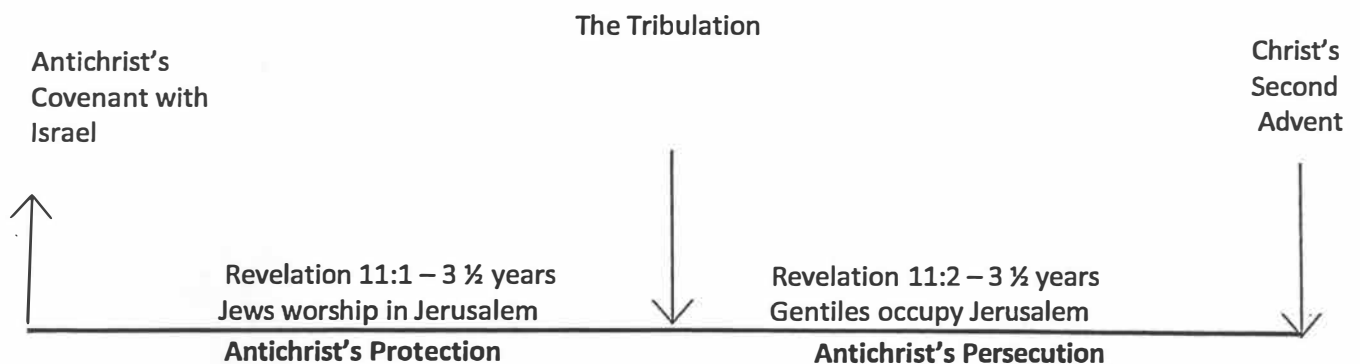 The Tribulation
Antichrist's
Covenant with
Israel
Christ's
Second
Advent
Revelation 11:1 – 3 ½ years
Jews worship in Jerusalem
Revelation 11:2 – 3 ½ years
Gentiles occupy Jerusalem
Antichrist's Protection
Antichrist's Persecution